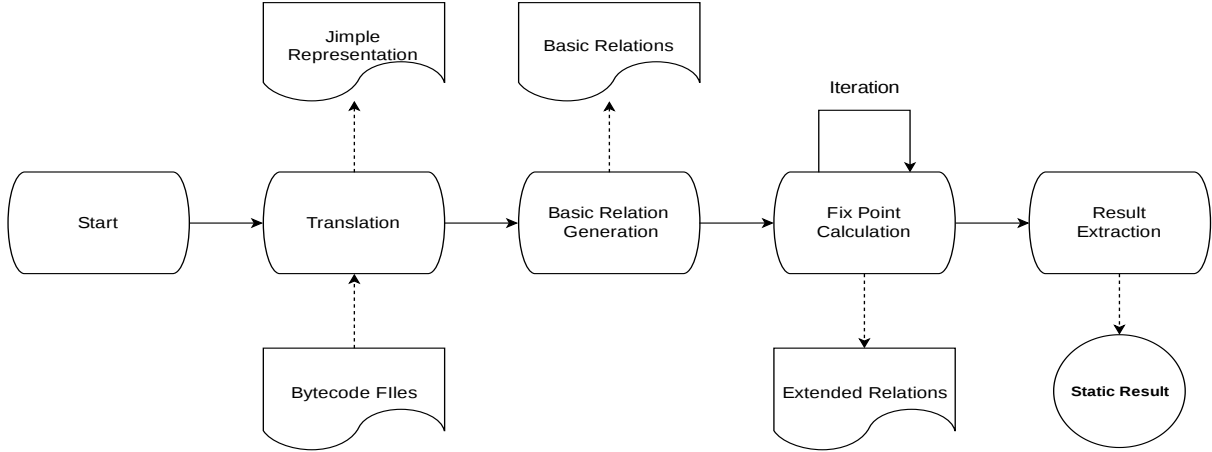 Jimple
Representation
Basic Relations
Iteration
Start
Translation
Basic Relation
Generation
Fix Point
Calculation
Result
Extraction
Bytecode FIles
Extended Relations
Static Result